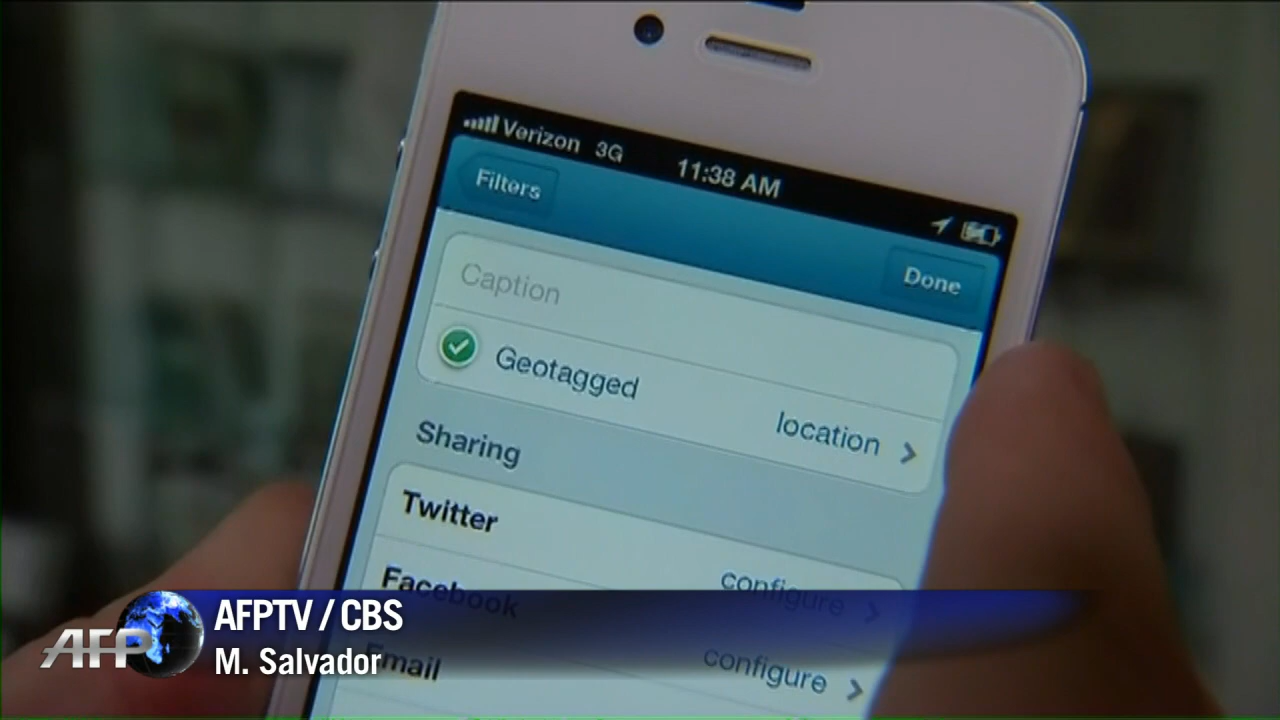 Verizon 3G 11:38 AM
Filters
Done
Caption
Geotagged
location
Sharing
Twitter
configure
Facebook
configure
Email
AFP
AFPTV / CBS
M. Salvador